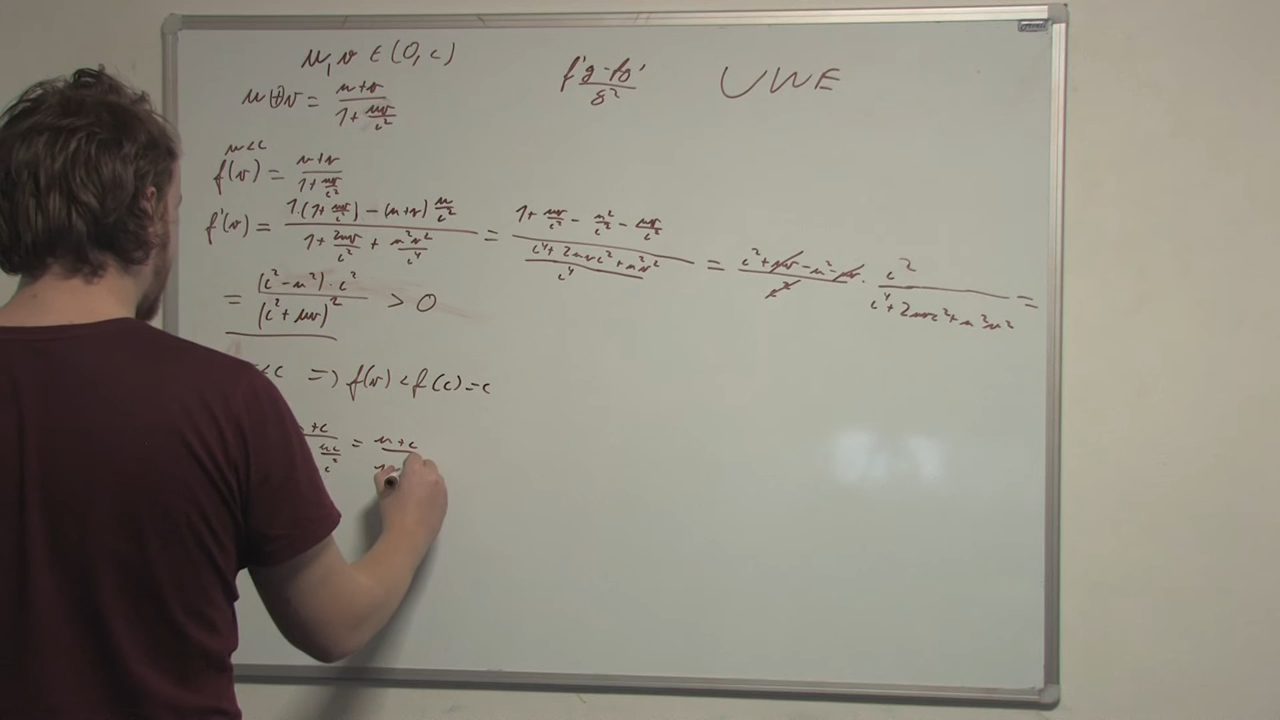 u, v ∈ (0, c)
f'g - fg' / g²
UWE
u ⊕ v = (u+v) / (1 + uv/c²)
u < c
f(v) = (u+v) / (1 + uv/c²)
f'(v) = (1·(1 + uv/c²) - (u+v) u/c²) / (1 + 2uv/c² + u²v²/c⁴) = (1 + uv/c² - u²/c² - uv/c²) / ((c⁴ + 2uvc² + u²v²) / c⁴) = (c² + uv - u² - uv) / c² · c² / (c⁴ + 2uvc² + u²v²) =
= (c² - u²)·c² / (c² + uv)² > 0
< c => f(v) < f(c) = c
+c / uc/c² = u+c